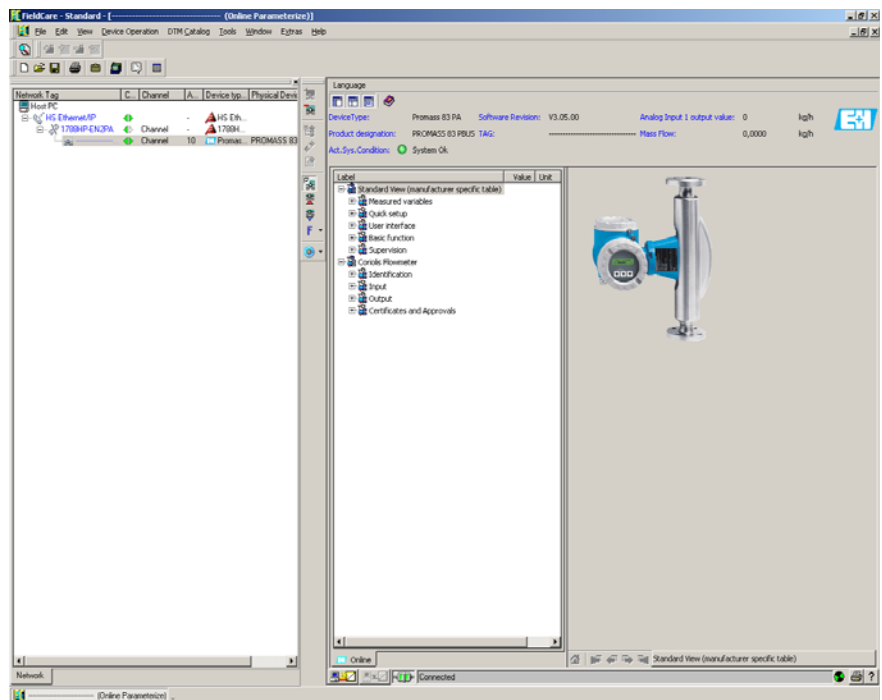 FieldCare - Standard - [---------------------------- (Online Parameterize)]
File Edit View Device Operation DTM Catalog Tools Window Extras Help
Network Tag C... Channel A... Device typ... Physical Devi
Host PC
HS Ethernet/IP - HS Eth...
1788HP-EN2PA Channel - 1788H...
Channel 10 Promas... PROMASS 83
Network
Language
DeviceType: Promass 83 PA Software Revision: V3.05.00 Analog Input 1 output value: 0 kg/h
Product designation: PROMASS 83 PBUS TAG: -------------------- Mass Flow: 0,0000 kg/h
Act.Sys.Condition: System Ok.
E+H
Label Value Unit
Standard View (manufacturer specific table)
Measured variables
Quick setup
User interface
Basic function
Supervision
Coriolis Flowmeter
Identification
Input
Output
Certificates and Approvals
Online
Standard View (manufacturer specific table)
Connected
-------------------- (Online Parameterize)